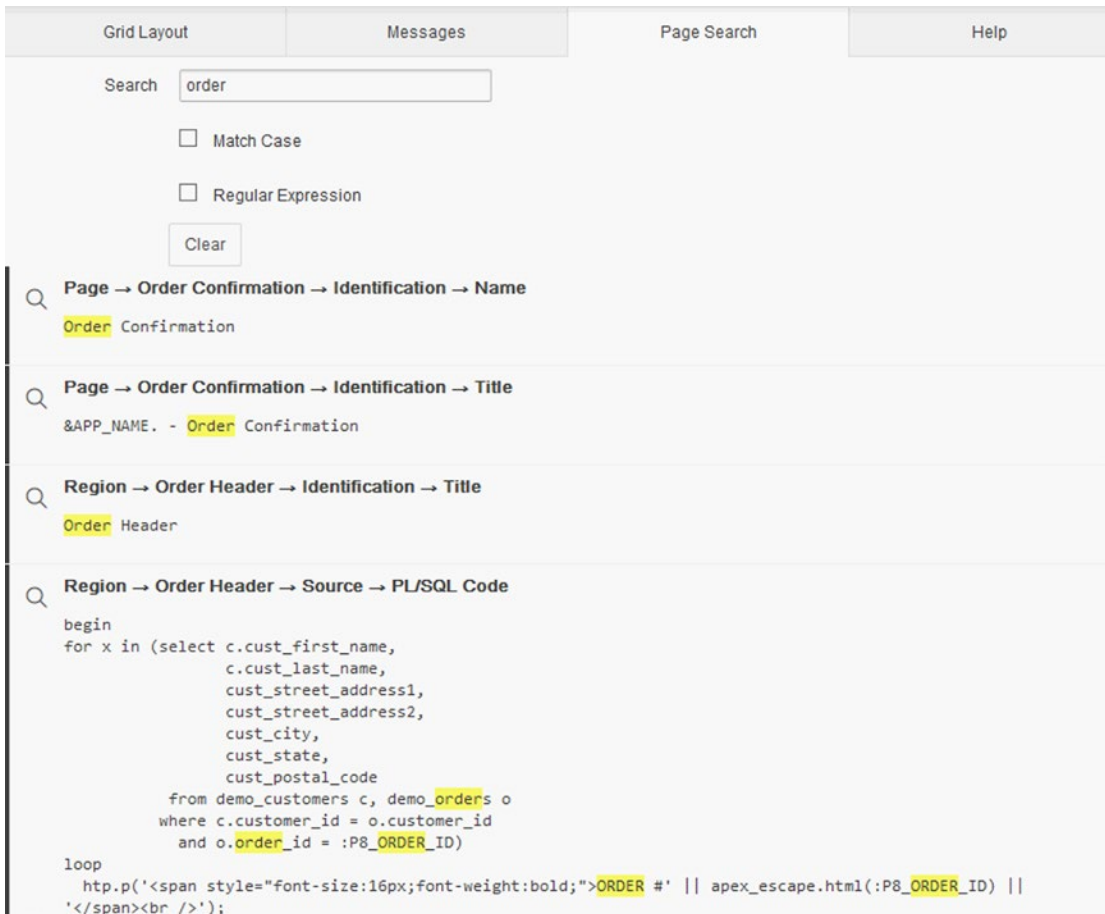 Grid Layout Messages Page Search Help
Search order
Match Case
Regular Expression
Clear
Page → Order Confirmation → Identification → Name
Order Confirmation
Page → Order Confirmation → Identification → Title
&APP_NAME. - Order Confirmation
Region → Order Header → Identification → Title
Order Header
Region → Order Header → Source → PL/SQL Code
begin
for x in (select c.cust_first_name,
c.cust_last_name,
cust_street_address1,
cust_street_address2,
cust_city,
cust_state,
cust_postal_code
from demo_customers c, demo_orders o
where c.customer_id = o.customer_id
and o.order_id = :P8_ORDER_ID)
loop
htp.p('<span style="font-size:16px;font-weight:bold;">ORDER #' || apex_escape.html(:P8_ORDER_ID) ||
'</span><br />');